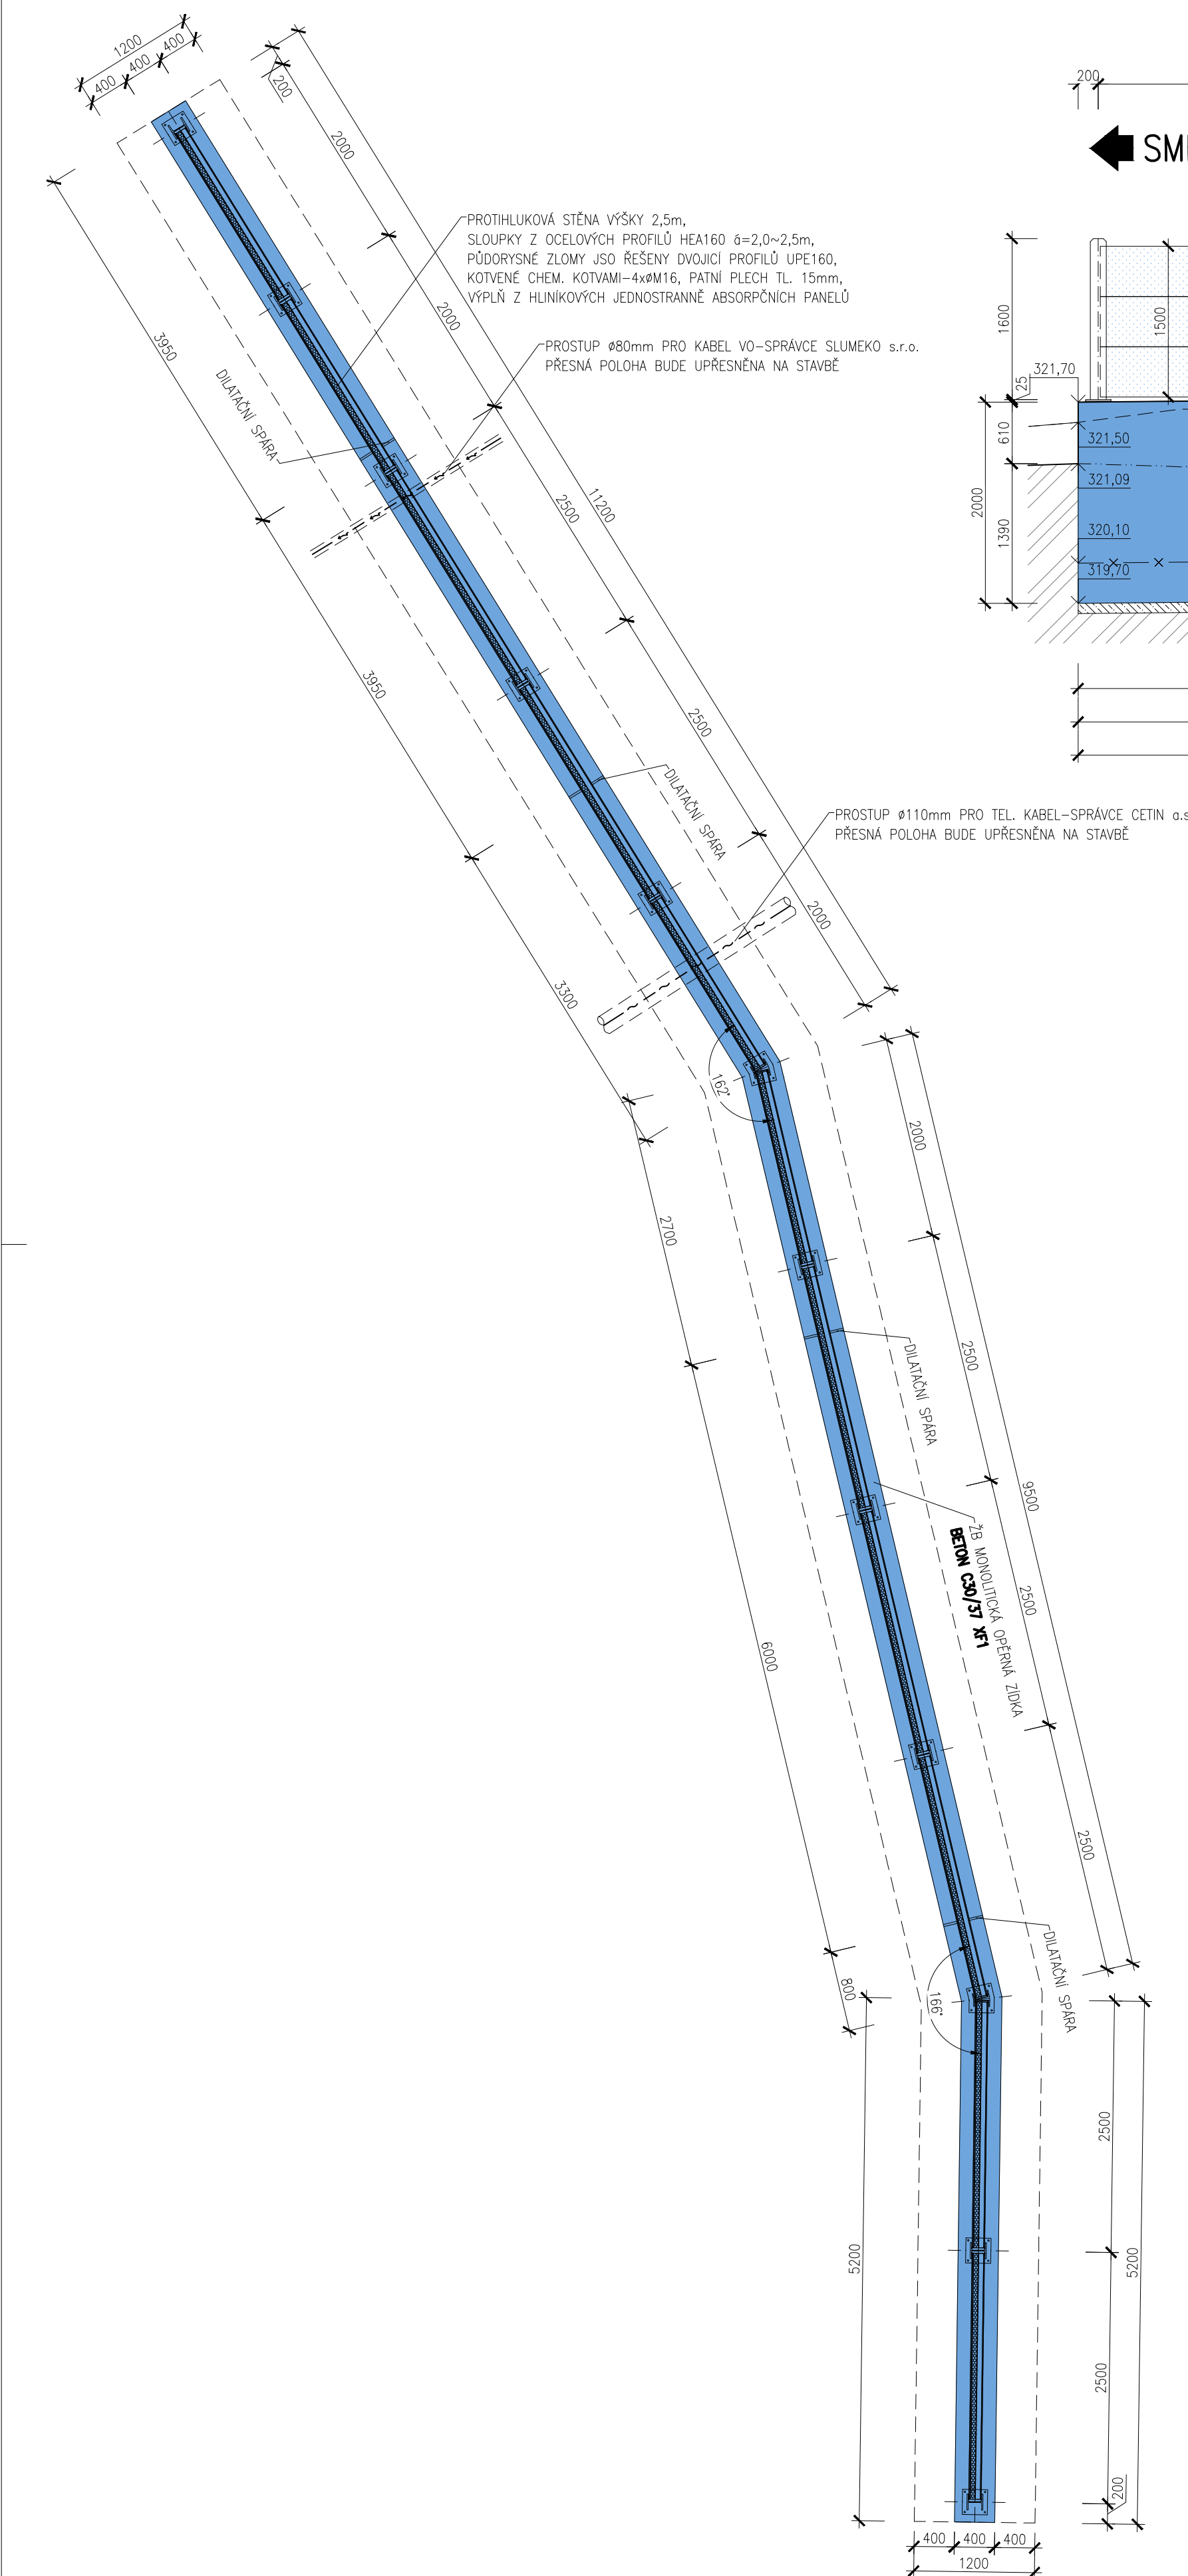 1200
400
400
400
200
2000
200
SM
PROTIHLUKOVÁ STĚNA VÝŠKY 2,5m,
SLOUPKY Z OCELOVÝCH PROFILŮ HEA160 á=2,0~2,5m,
PŮDORYSNÉ ZLOMY JSO ŘEŠENY DVOJICÍ PROFILŮ UPE160,
KOTVENÉ CHEM. KOTVAMI-4xøM16, PATNÍ PLECH TL. 15mm,
VÝPLŇ Z HLINÍKOVÝCH JEDNOSTRANNĚ ABSORPČNÍCH PANELŮ
2000
3950
PROSTUP ø80mm PRO KABEL VO-SPRÁVCE SLUMEKO s.r.o.
PŘESNÁ POLOHA BUDE UPŘESNĚNA NA STAVBĚ
DILATAČNÍ SPÁRA
1600
1500
25
321,70
610
321,50
321,09
2000
1390
320,10
319,70
11200
2500
3950
2500
DILATAČNÍ SPÁRA
PROSTUP ø110mm PRO TEL. KABEL-SPRÁVCE CETIN a.s
PŘESNÁ POLOHA BUDE UPŘESNĚNA NA STAVBĚ
2000
3300
162°
2000
2700
2500
DILATAČNÍ SPÁRA
9500
ŽB MONOLITICKÁ OPĚRNÁ ZÍDKA
BETON C30/37 XF1
2500
6000
2500
DILATAČNÍ SPÁRA
800
166°
2500
5200
5200
2500
200
400
400
400
1200